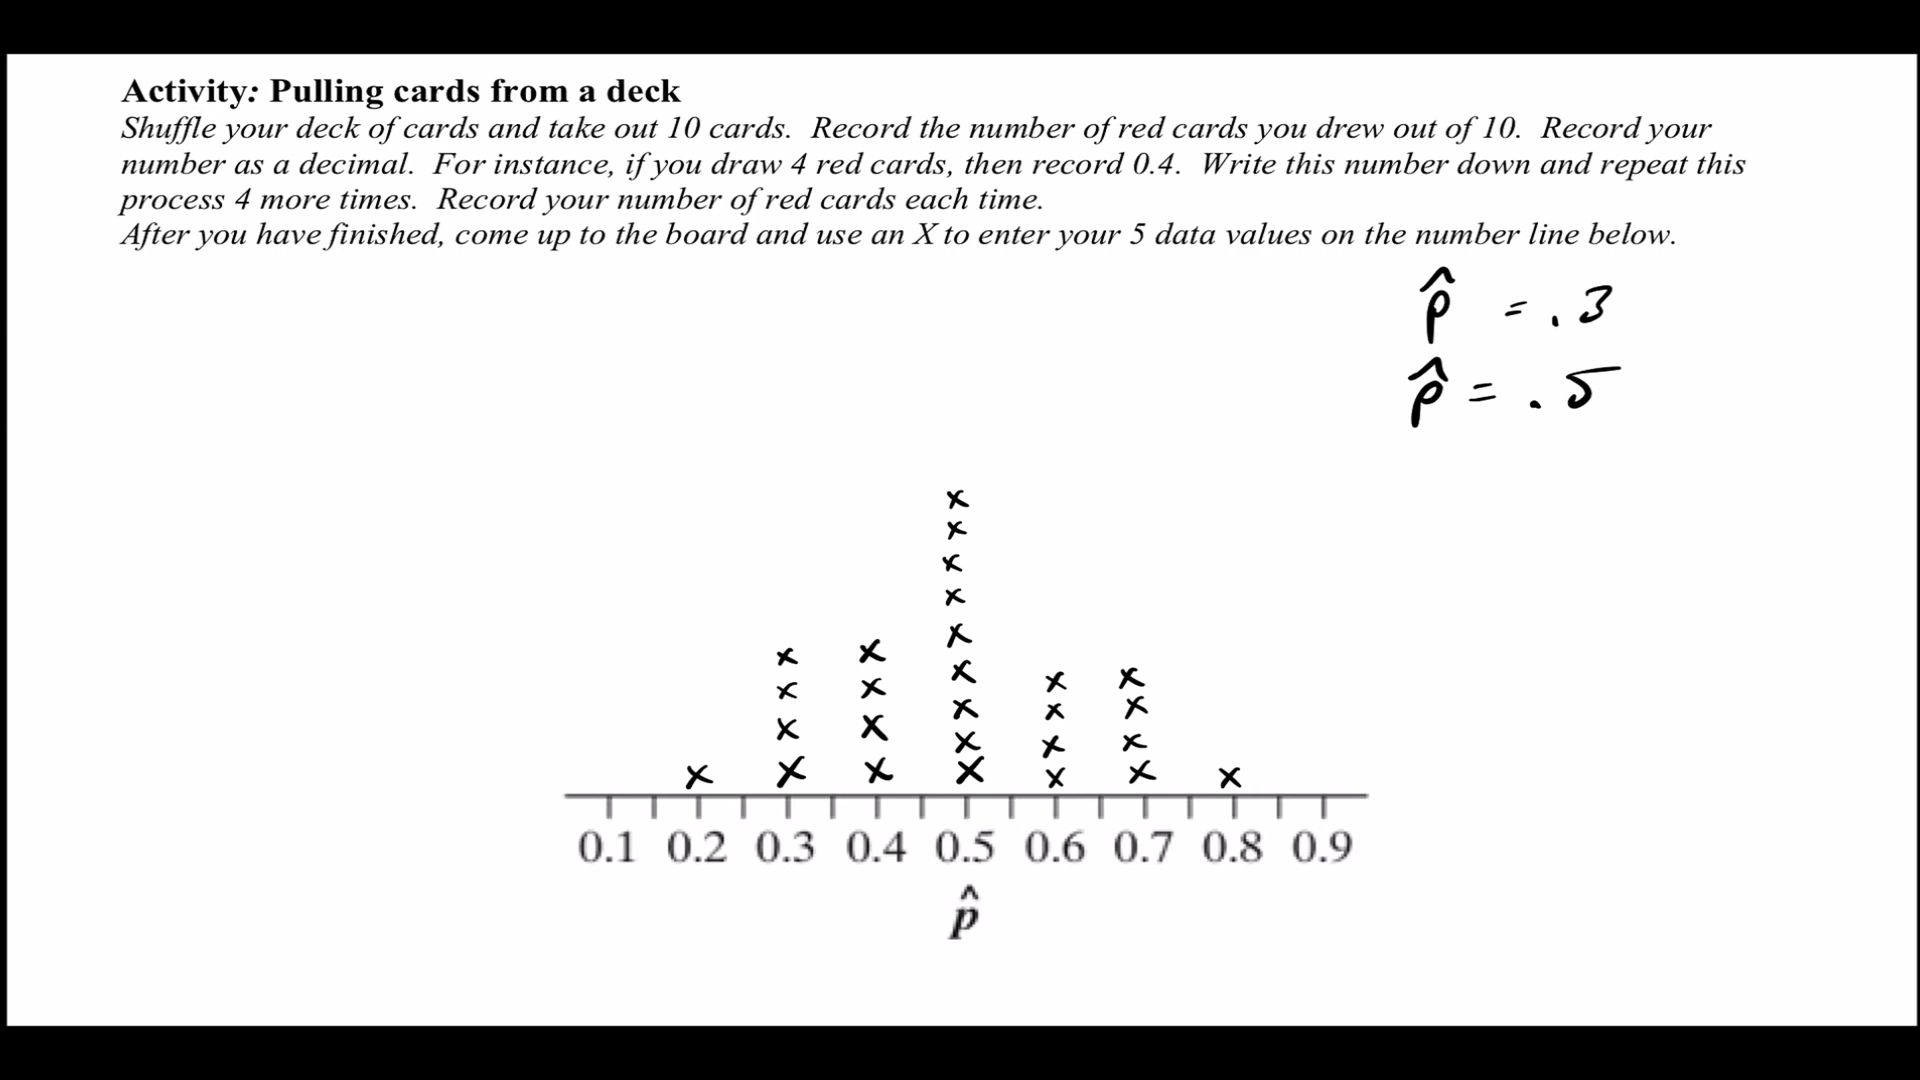 Activity: Pulling cards from a deck
Shuffle your deck of cards and take out 10 cards. Record the number of red cards you drew out of 10. Record your
number as a decimal. For instance, if you draw 4 red cards, then record 0.4. Write this number down and repeat this
process 4 more times. Record your number of red cards each time.
After you have finished, come up to the board and use an X to enter your 5 data values on the number line below.
p̂ = .3
p̂ = .5
x
x
x
x
x
x x x
x x x x x
x x x x x
x x x x x x x
0.1 0.2 0.3 0.4 0.5 0.6 0.7 0.8 0.9
p̂